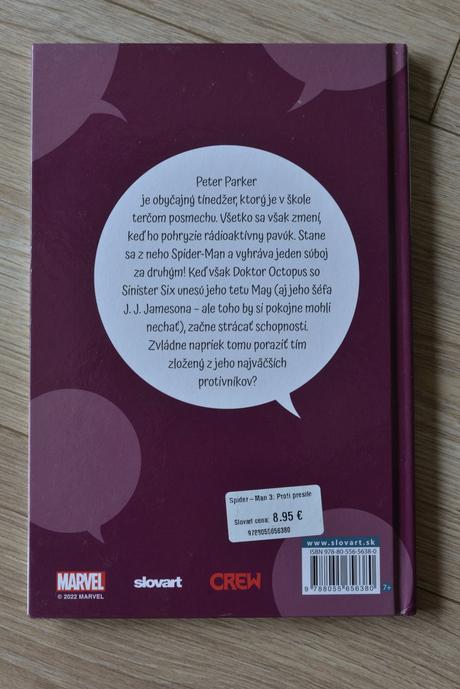 Peter Parker
je obyčajný tínedžer, ktorý je v škole
terčom posmechu. Všetko sa však zmení,
keď ho pohryzie rádioaktívny pavúk. Stane
sa z neho Spider-Man a vyhráva jeden súboj
za druhým! Keď však Doktor Octopus so
Sinister Six unesú jeho tetu May (aj jeho šéfa
J. J. Jamesona – ale toho by si pokojne mohli
nechať), začne strácať schopnosti.
Zvládne napriek tomu poraziť tím
zložený z jeho najväčších
protivníkov?
Spider – Man 3: Proti presile
Slovart cena: 8.95 €
9788055656380
www.slovart.sk
ISBN 978-80-556-5638-0
9 788055 656380
7+
MARVEL
© 2022 MARVEL
slovart
CREW